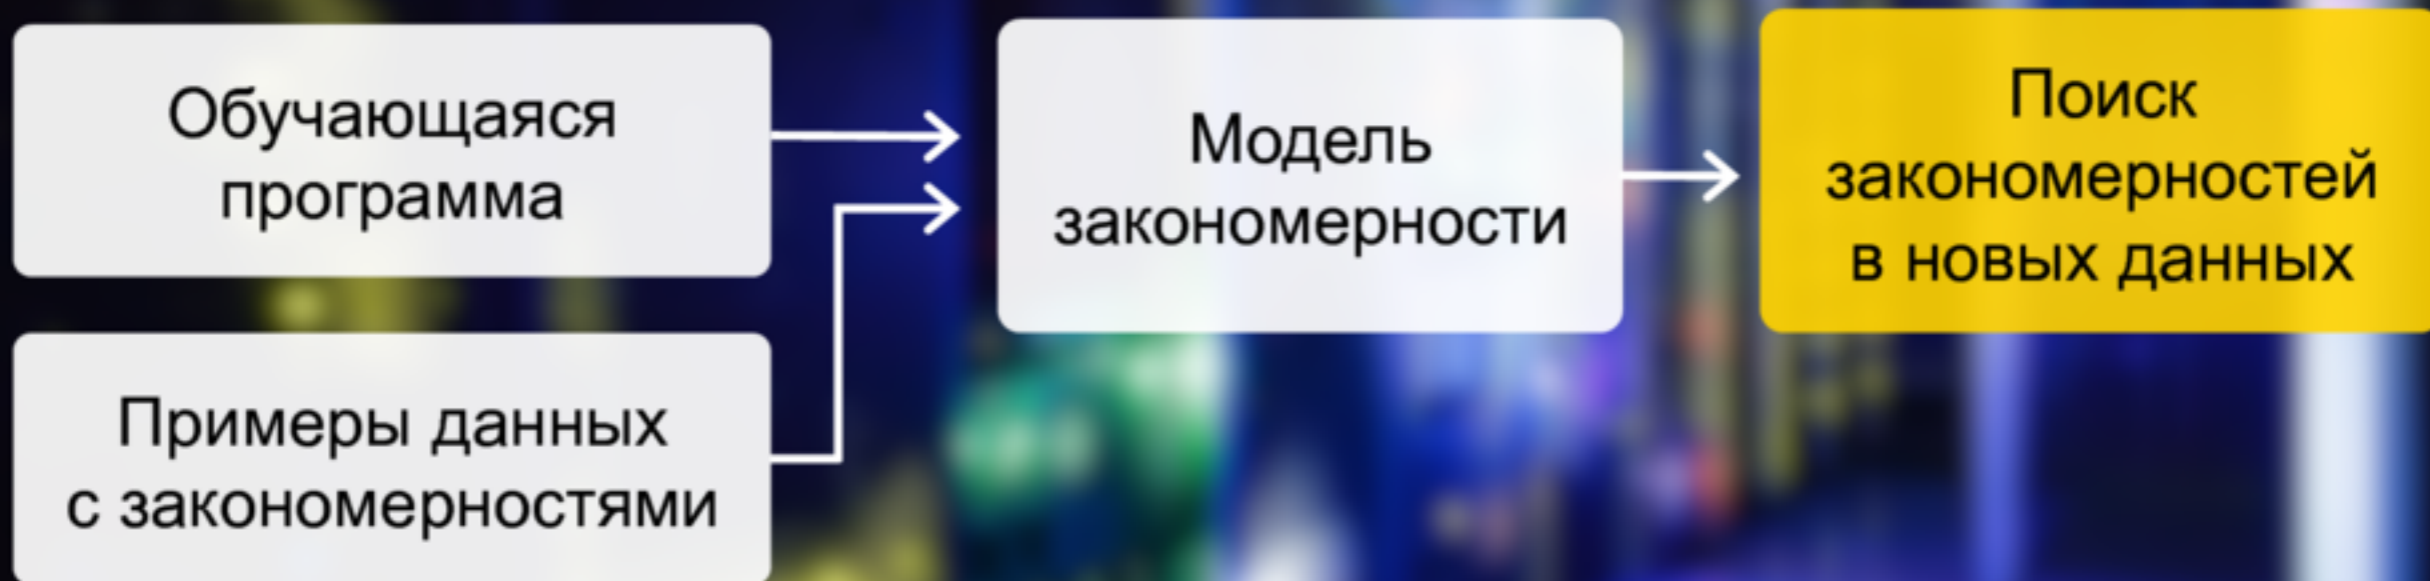 Обучающаяся
программа
Примеры данных
с закономерностями
Модель
закономерности
Поиск
закономерностей
в новых данных